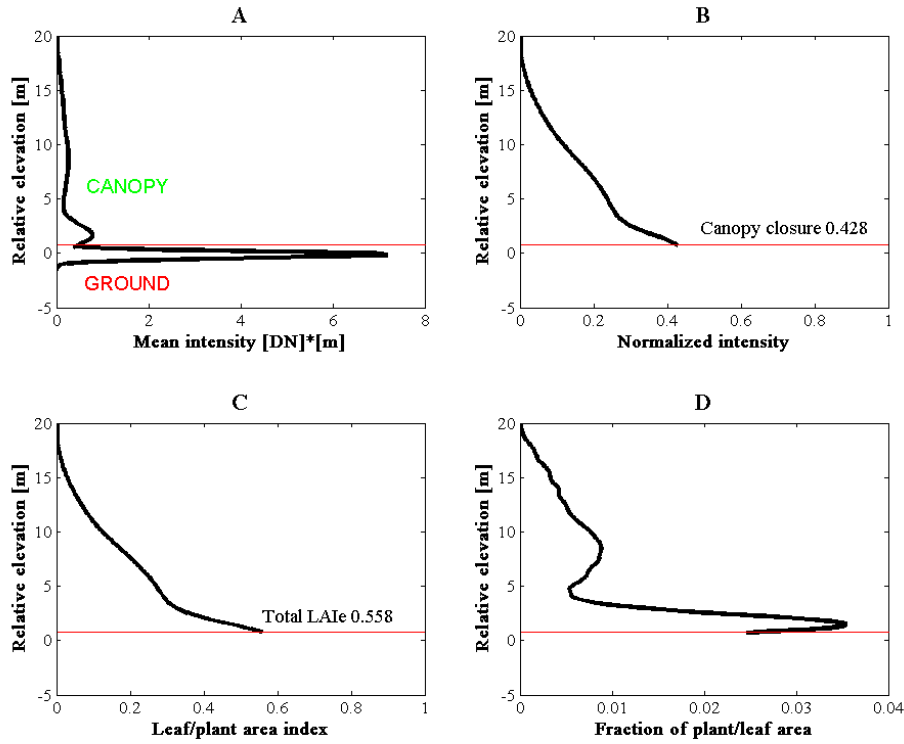 A
20
15
10
5
0
-5
Relative elevation [m]
CANOPY
GROUND
0 2 4 6 8
Mean intensity [DN]*[m]
B
20
15
10
5
0
-5
Relative elevation [m]
Canopy closure 0.428
0 0.2 0.4 0.6 0.8 1
Normalized intensity
C
20
15
10
5
0
-5
Relative elevation [m]
Total LAIe 0.558
0 0.2 0.4 0.6 0.8 1
Leaf/plant area index
D
20
15
10
5
0
-5
Relative elevation [m]
0 0.01 0.02 0.03 0.04
Fraction of plant/leaf area